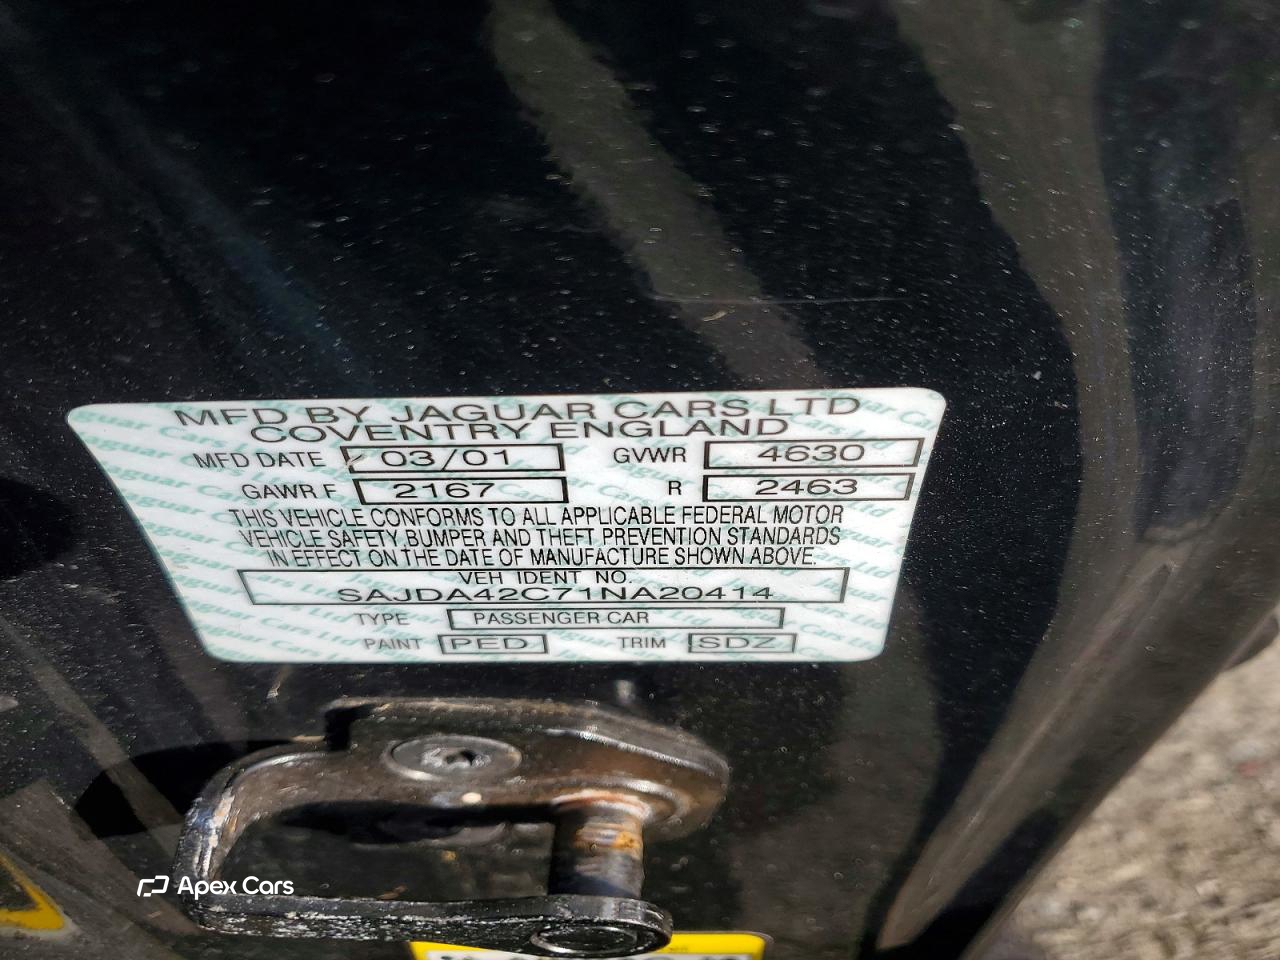 MFD BY JAGUAR CARS LTD
COVENTRY ENGLAND
MFD DATE 03/01 GVWR 4630
GAWR F 2167 R 2463
THIS VEHICLE CONFORMS TO ALL APPLICABLE FEDERAL MOTOR
VEHICLE SAFETY, BUMPER AND THEFT PREVENTION STANDARDS
IN EFFECT ON THE DATE OF MANUFACTURE SHOWN ABOVE.
VEH IDENT NO.
SAJDA42C71NA20414
TYPE PASSENGER CAR
PAINT PED TRIM SDZ
Apex Cars